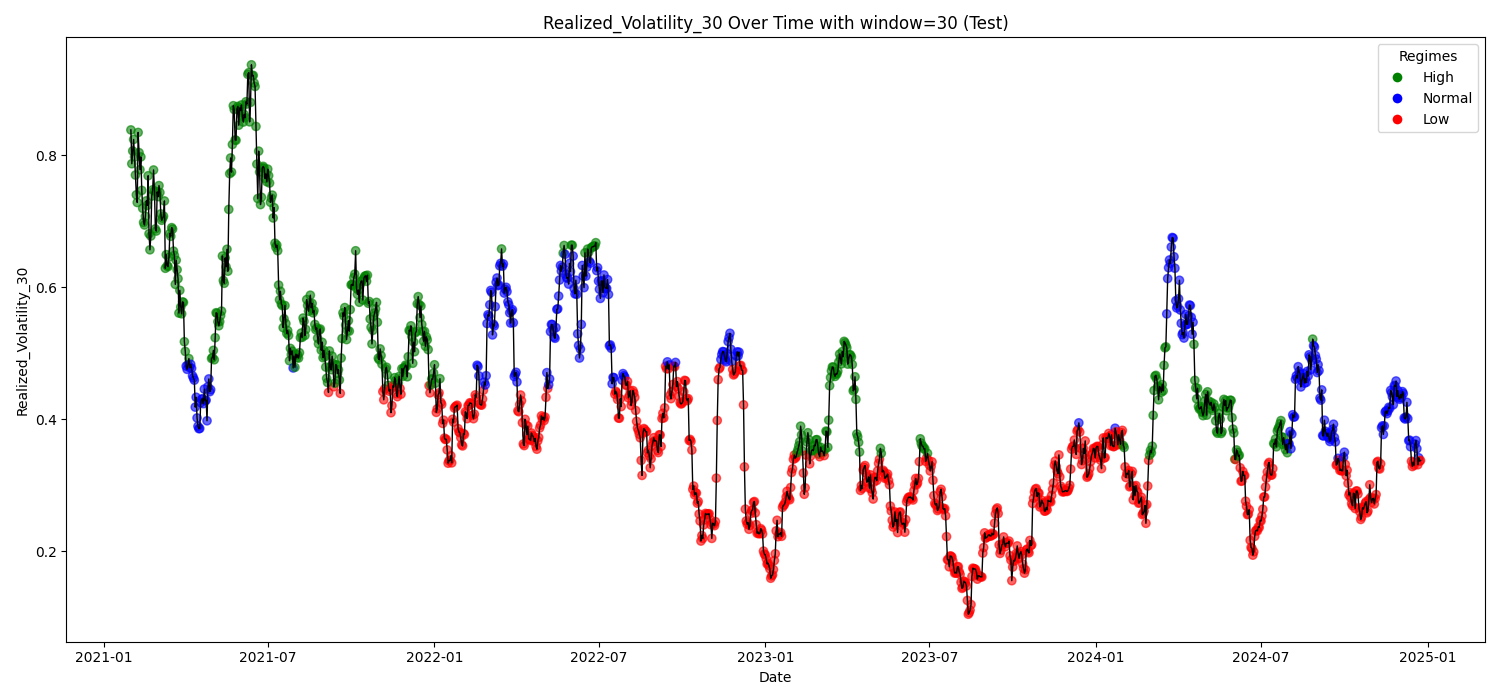 Realized_Volatility_30 Over Time with window=30 (Test)
Regimes
High
Normal
Low
Realized_Volatility_30
0.8
0.6
0.4
0.2
2021-01
2021-07
2022-01
2022-07
2023-01
2023-07
2024-01
2024-07
2025-01
Date